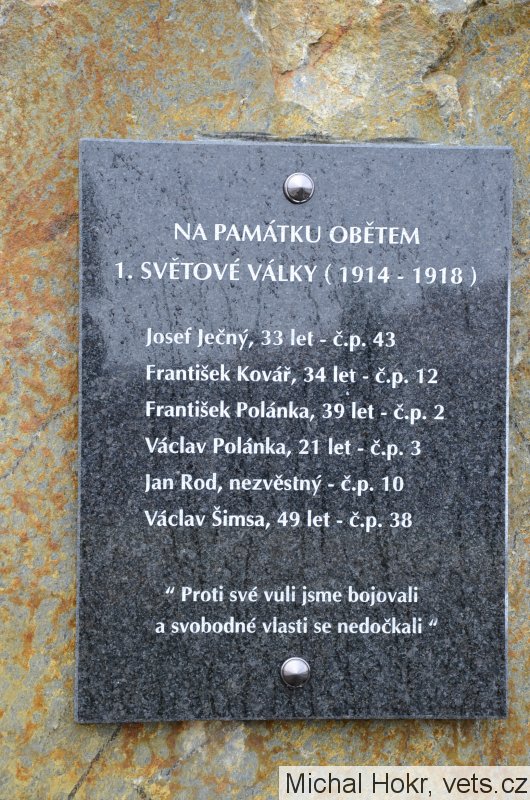 NA PAMÁTKU OBĚTEM
1. SVĚTOVÉ VÁLKY ( 1914 - 1918 )
Josef Ječný, 33 let - č.p. 43
František Kovář, 34 let - č.p. 12
František Polánka, 39 let - č.p. 2
Václav Polánka, 21 let - č.p. 3
Jan Rod, nezvěstný - č.p. 10
Václav Šimsa, 49 let - č.p. 38
“ Proti své vuli jsme bojovali
a svobodné vlasti se nedočkali “
Michal Hokr, vets.cz